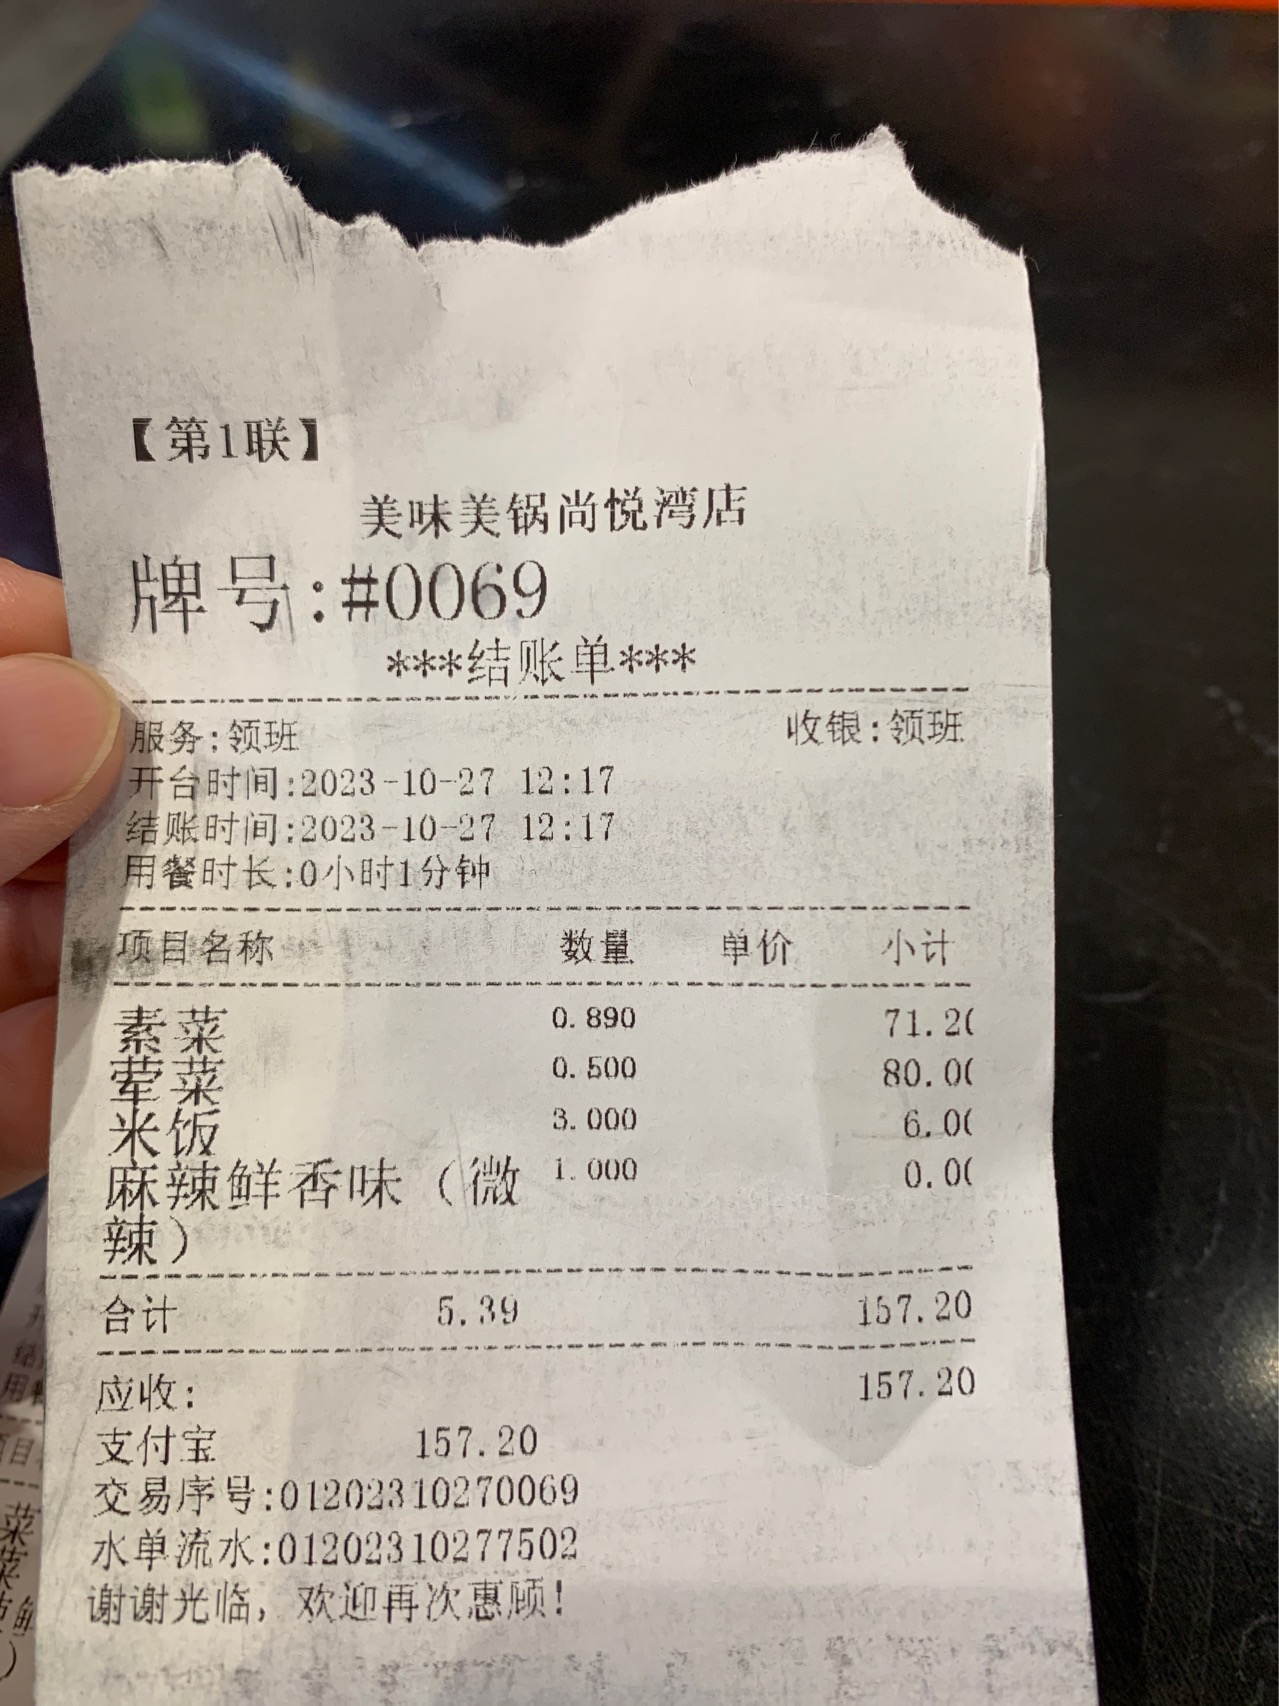 【第1联】
美味美锅尚悦湾店
牌号:#0069
***结账单***
服务:领班 收银:领班
开台时间:2023-10-27 12:17
结账时间:2023-10-27 12:17
用餐时长:0小时1分钟
项目名称 数量 单价 小计
素菜 0.890 71.20
荤菜 0.500 80.00
米饭 3.000 6.00
麻辣鲜香味（微 1.000 0.00
辣）
合计 5.39 157.20
应收: 157.20
支付宝 157.20
交易序号:01202310270069
水单流水:01202310277502
谢谢光临, 欢迎再次惠顾!